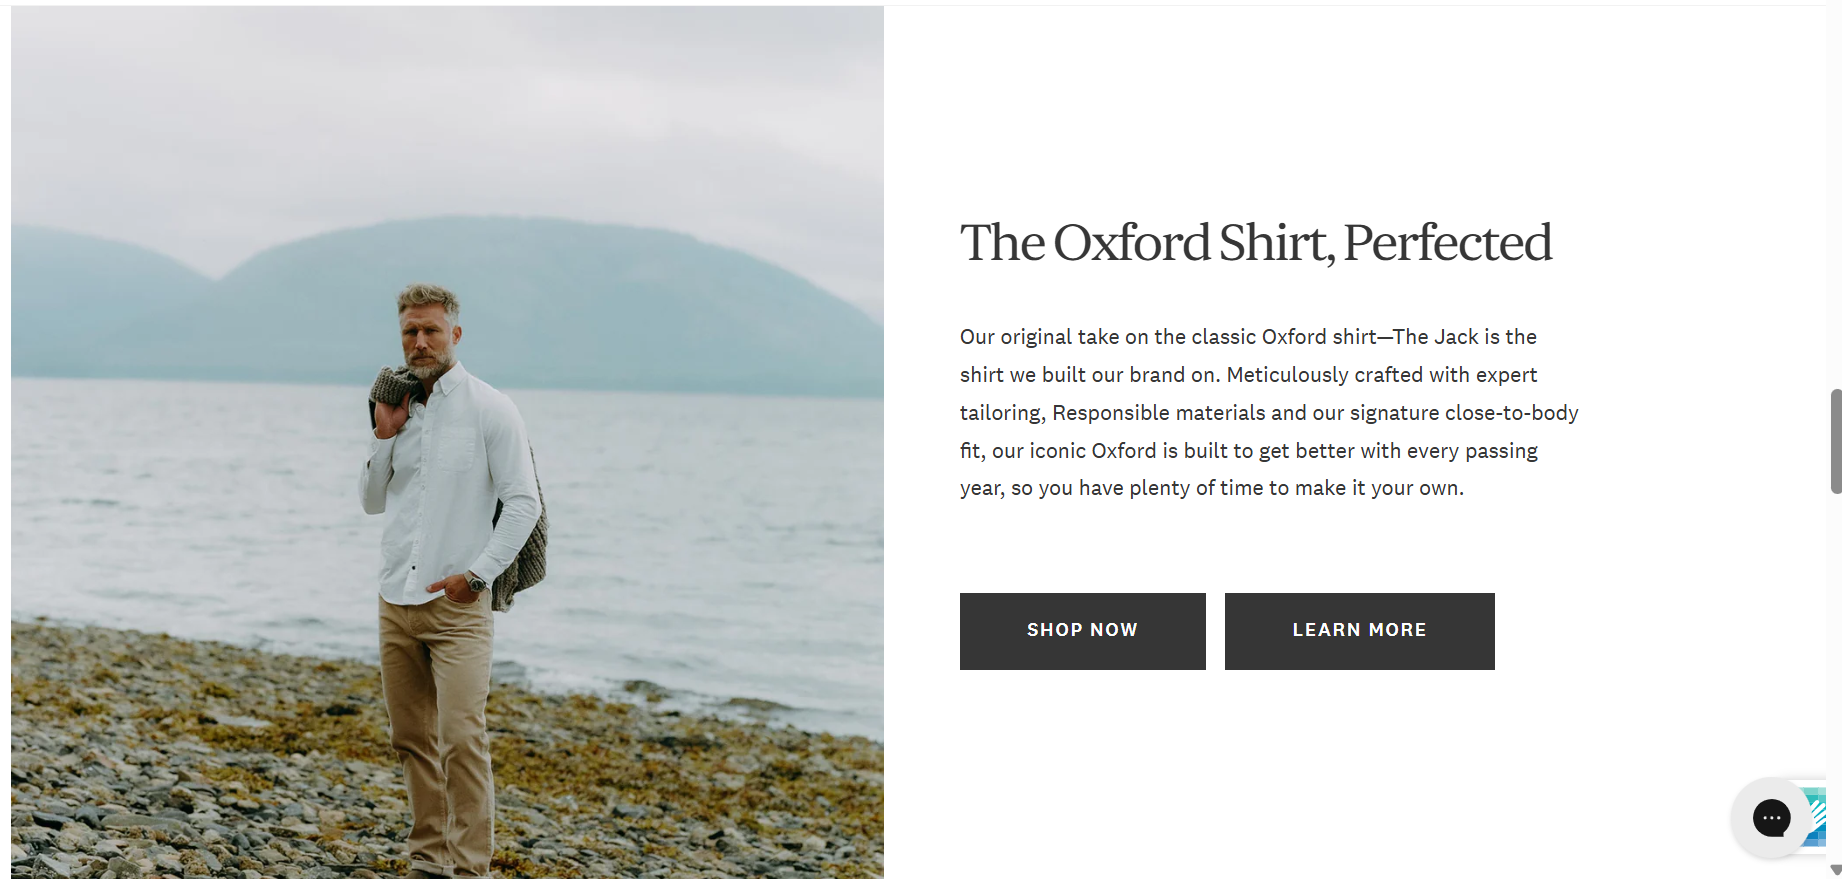 The Oxford Shirt, Perfected
Our original take on the classic Oxford shirt—The Jack is the
shirt we built our brand on. Meticulously crafted with expert
tailoring, Responsible materials and our signature close-to-body
fit, our iconic Oxford is built to get better with every passing
year, so you have plenty of time to make it your own.
SHOP NOW
LEARN MORE